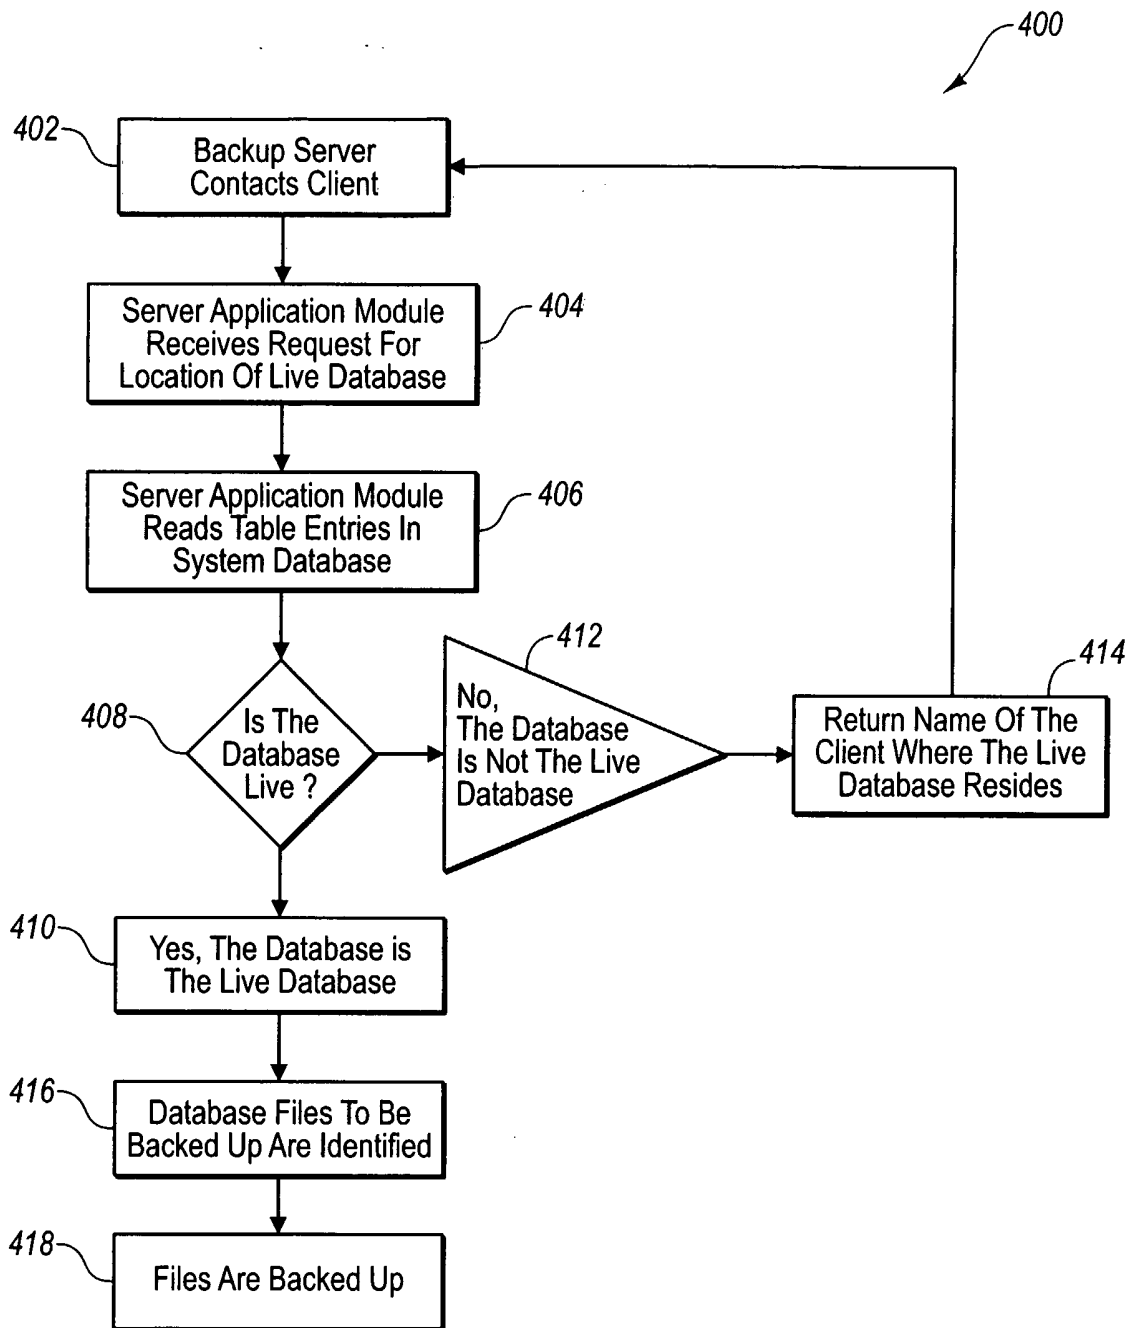 400
402
Backup Server
Contacts Client
Server Application Module
Receives Request For
Location Of Live Database
404
Server Application Module
Reads Table Entries In
System Database
406
408
Is The
Database
Live ?
412
No,
The Database
Is Not The Live
Database
414
Return Name Of The
Client Where The Live
Database Resides
410
Yes, The Database is
The Live Database
416
Database Files To Be
Backed Up Are Identified
418
Files Are Backed Up